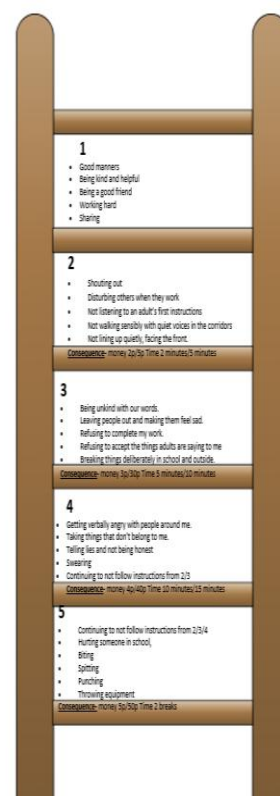 1
• Good manners
• Being kind and helpful
• Being a good friend
• Working hard
• Sharing
2
• Shouting out
• Disturbing others when they work
• Not listening to an adult's first instructions
• Not walking sensibly with quiet voices in the corridors
• Not lining up quietly, facing the front.
Consequence- money 2p/5p Time 2 minutes/5 minutes
3
• Being unkind with our words.
• Leaving people out and making them feel sad.
• Refusing to complete my work.
• Refusing to accept the things adults are saying to me
• Breaking things deliberately in school and outside.
Consequence- money 3p/30p Time 5 minutes/10 minutes
4
• Getting verbally angry with people around me.
• Taking things that don't belong to me.
• Telling lies and not being honest
• Swearing
• Continuing to not follow instructions from 2/3
Consequence- money 4p/40p Time 10 minutes/15 minutes
5
• Continuing to not follow instructions from 2/3/4
• Hurting someone in school,
• Biting
• Spitting
• Punching
• Throwing equipment
Consequence- money 5p/50p Time 2 breaks